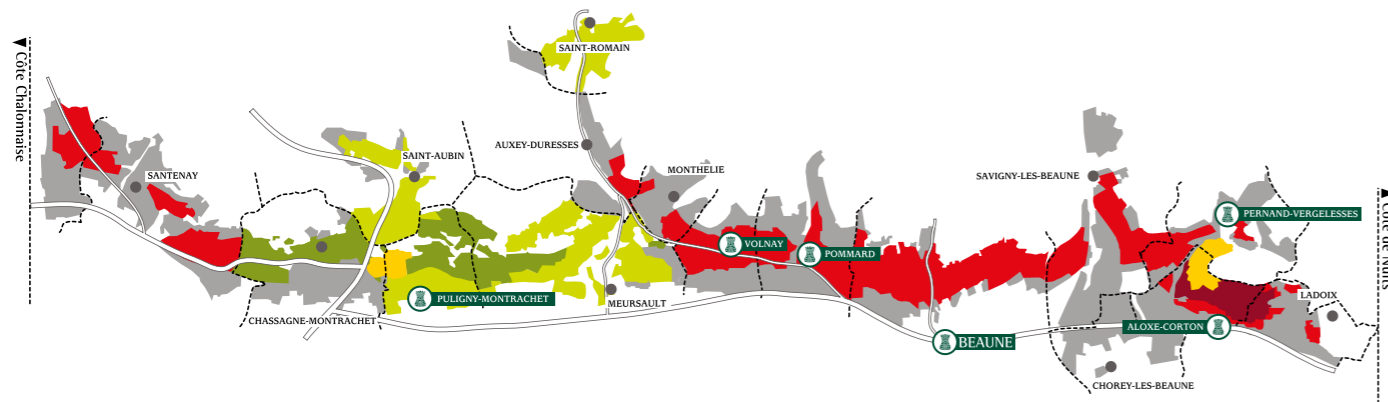 ◀ Côte Chalonnaise
SAINT-ROMAIN
AUXEY-DURESSES
SAINT-AUBIN
MONTHELIE
SANTENAY
SAVIGNY-LES-BEAUNE
PERNAND-VERGELESSES
VOLNAY
POMMARD
PULIGNY-MONTRACHET
MEURSAULT
LADOIX
CHASSAGNE-MONTRACHET
ALOXE-CORTON
BEAUNE
CHOREY-LES-BEAUNE
Côte de Nuits